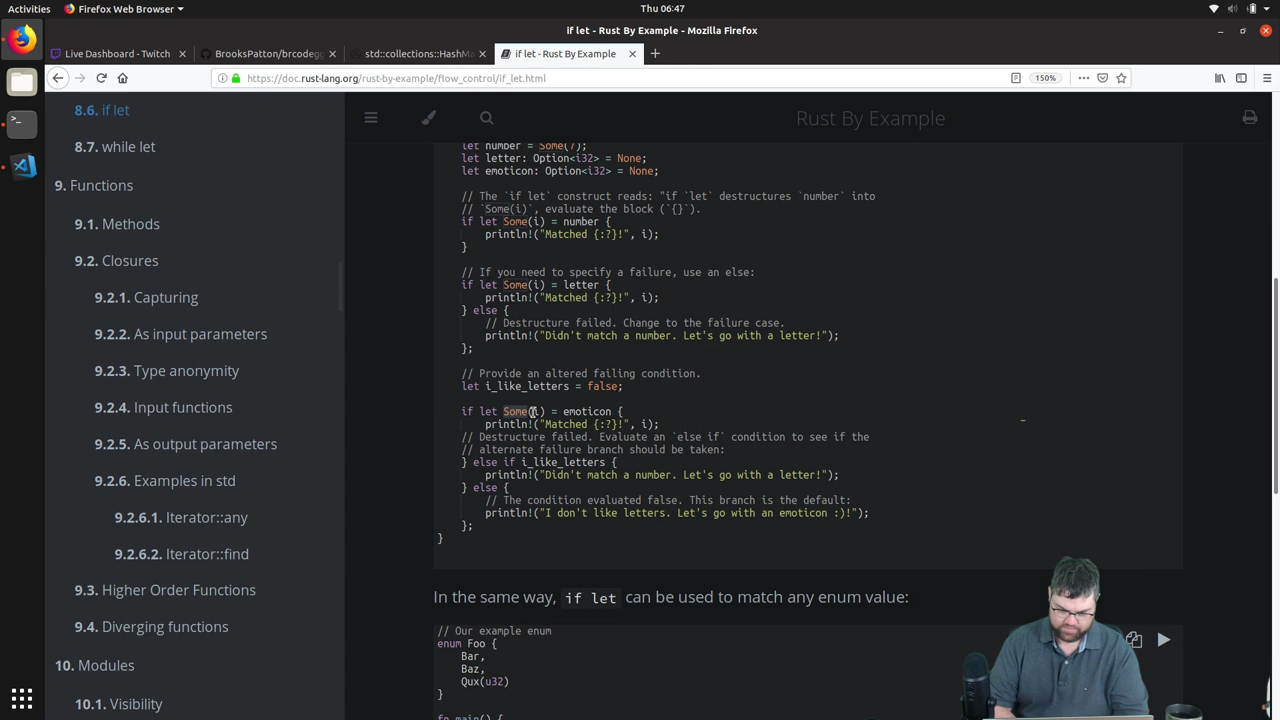 Activities
Firefox Web Browser
Thu 06:47
if let - Rust By Example - Mozilla Firefox
Live Dashboard - Twitch
BrooksPatton/brcodegg
std::collections::HashMa
if let - Rust By Example
https://doc.rust-lang.org/rust-by-example/flow_control/if_let.html
150%
8.6. if let
8.7. while let
9. Functions
9.1. Methods
9.2. Closures
9.2.1. Capturing
9.2.2. As input parameters
9.2.3. Type anonymity
9.2.4. Input functions
9.2.5. As output parameters
9.2.6. Examples in std
9.2.6.1. Iterator::any
9.2.6.2. Iterator::find
9.3. Higher Order Functions
9.4. Diverging functions
10. Modules
10.1. Visibility
Rust By Example
let number = Some(7);
let letter: Option<i32> = None;
let emoticon: Option<i32> = None;
// The `if let` construct reads: "if `let` destructures `number` into
// `Some(i)`, evaluate the block (`{}`).
if let Some(i) = number {
println!("Matched {:?}!", i);
}
// If you need to specify a failure, use an else:
if let Some(i) = letter {
println!("Matched {:?}!", i);
} else {
// Destructure failed. Change to the failure case.
println!("Didn't match a number. Let's go with a letter!");
};
// Provide an altered failing condition.
let i_like_letters = false;
if let Some(i) = emoticon {
println!("Matched {:?}!", i);
// Destructure failed. Evaluate an `else if` condition to see if the
// alternate failure branch should be taken:
} else if i_like_letters {
println!("Didn't match a number. Let's go with a letter!");
} else {
// The condition evaluated false. This branch is the default:
println!("I don't like letters. Let's go with an emoticon :)!");
};
}
In the same way, if let can be used to match any enum value:
// Our example enum
enum Foo {
Bar,
Baz,
Qux(u32)
}
fn main() {